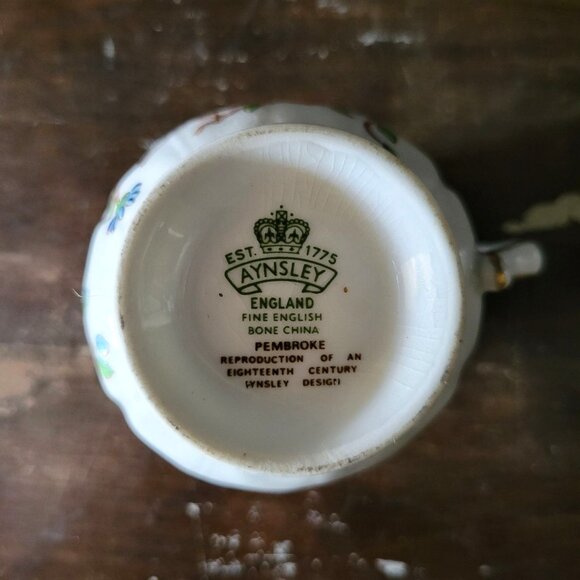 EST. 1775
AYNSLEY
ENGLAND
FINE ENGLISH
BONE CHINA
PEMBROKE
REPRODUCTION OF AN
EIGHTEENTH CENTURY
AYNSLEY DESIGN